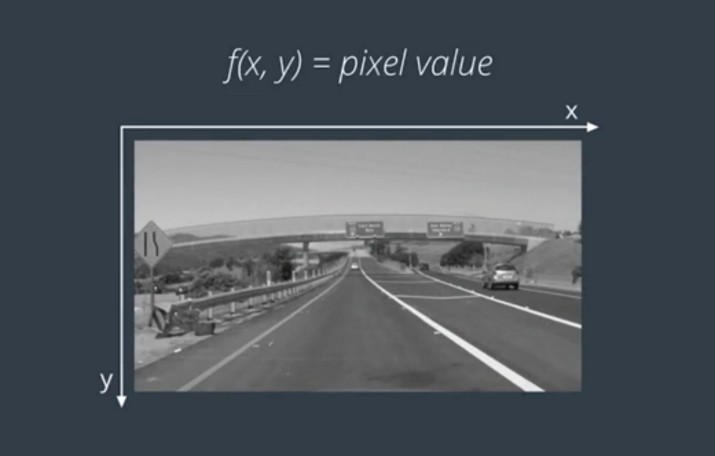 f(x, y) = pixel value
x
y